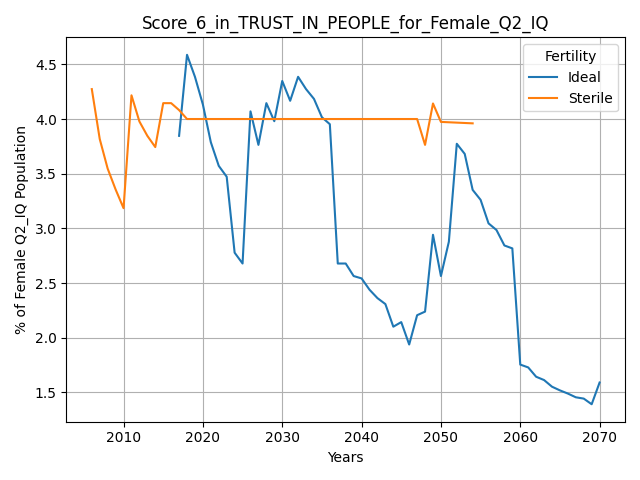 Score_6_in_TRUST_IN_PEOPLE_for_Female_Q2_IQ
Fertility
Ideal
Sterile
% of Female Q2_IQ Population
4.5
4.0
3.5
3.0
2.5
2.0
1.5
2010
2020
2030
2040
2050
2060
2070
Years